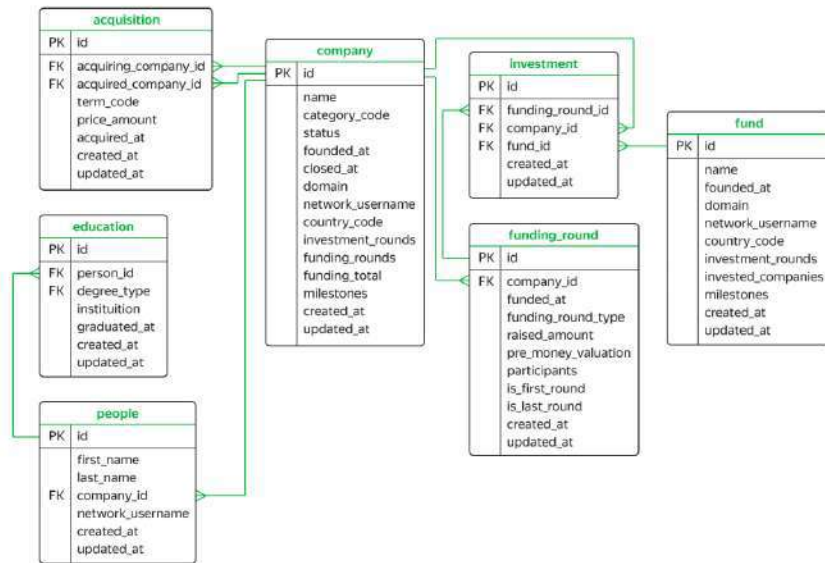 acquisition
PK id
FK acquiring_company_id
FK acquired_company_id
term_code
price_amount
acquired_at
created_at
updated_at
education
PK id
FK person_id
FK degree_type
instituition
graduated_at
created_at
updated_at
people
PK id
first_name
last_name
FK company_id
network_username
created_at
updated_at
company
PK id
name
category_code
status
founded_at
closed_at
domain
network_username
country_code
investment_rounds
funding_rounds
funding_total
milestones
created_at
updated_at
investment
PK id
FK funding_round_id
FK company_id
FK fund_id
created_at
updated_at
funding_round
PK id
FK company_id
funded_at
funding_round_type
raised_amount
pre_money_valuation
participants
is_first_round
is_last_round
created_at
updated_at
fund
PK id
name
founded_at
domain
network_username
country_code
investment_rounds
invested_companies
milestones
created_at
updated_at